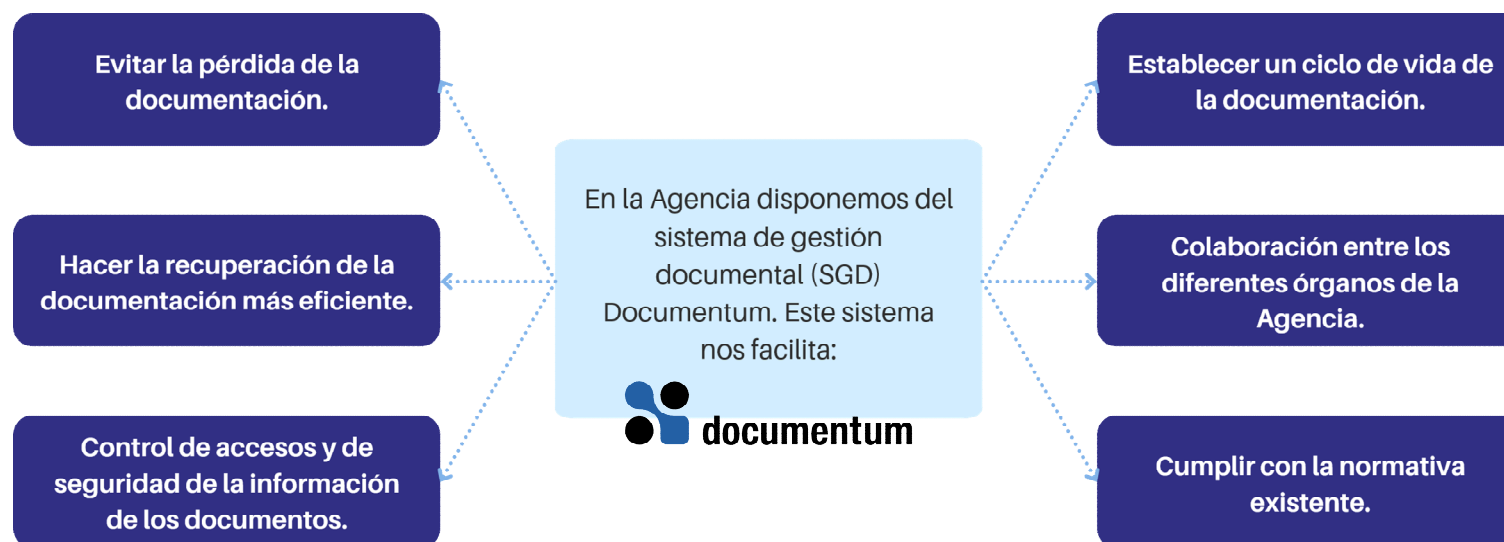 Evitar la pérdida de la
documentación.
Hacer la recuperación de la
documentación más eficiente.
Control de accesos y de
seguridad de la información
de los documentos.
En la Agencia disponemos del
sistema de gestión
documental (SGD)
Documentum. Este sistema
nos facilita:
documentum
Establecer un ciclo de vida de
la documentación.
Colaboración entre los
diferentes órganos de la
Agencia.
Cumplir con la normativa
existente.